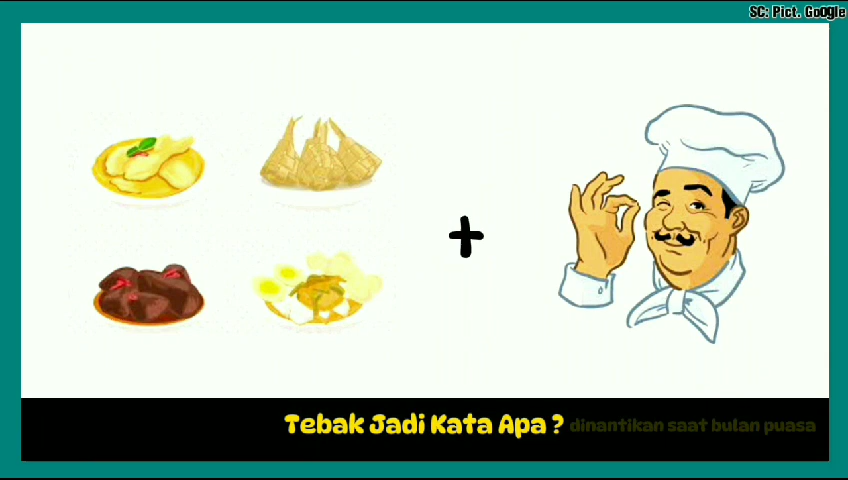 SC: Pict. Google
Tebak Jadi Kata Apa ? dinantikan saat bulan puasa